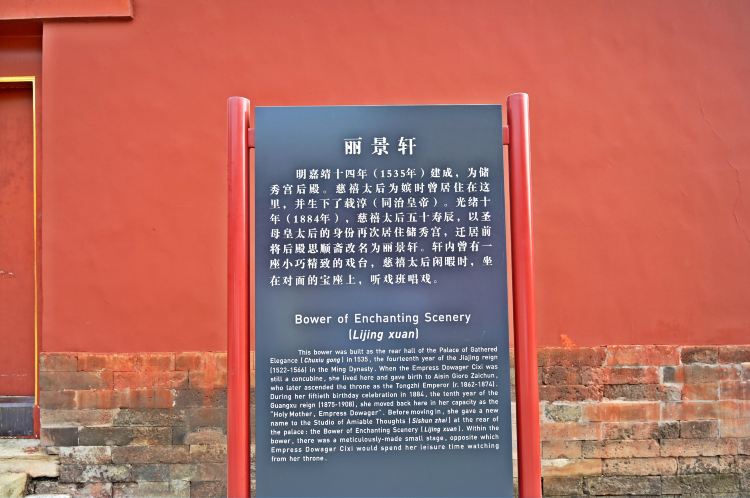 丽景轩
明嘉靖十四年（1535年）建成，为储
秀宫后殿。慈禧太后为嫔时曾居住在这
里，并生下了载淳（同治皇帝）。光绪十
年（1884年），慈禧太后五十寿辰，以圣
母皇太后的身份再次居住储秀宫，迁居前
将后殿思顺斋改名为丽景轩。轩内曾有一
座小巧精致的戏台，慈禧太后闲暇时，坐
在对面的宝座上，听戏班唱戏。
Bower of Enchanting Scenery
(Lijing xuan)
This bower was built as the rear hall of the Palace of Gathered
Elegance (Chuxiu gong) in 1535, the fourteenth year of the Jiajing reign
(1522-1566) in the Ming Dynasty. When the Empress Dowager Cixi was
still a concubine, she lived here and gave birth to Aisin Gioro Zaichun,
who later ascended the throne as the Tongzhi Emperor (r. 1862-1874).
During her fiftieth birthday celebration in 1884, the tenth year of the
Guangxu reign (1875-1908), she moved back here in her capacity as the
"Holy Mother, Empress Dowager". Before moving in, she gave a new
name to the Studio of Amiable Thoughts (Sishun zhai) at the rear of
the palace: the Bower of Enchanting Scenery (Lijing xuan). Within the
bower, there was a meticulously-made small stage, opposite which
Empress Dowager Cixi would spend her leisure time watching
from her throne.